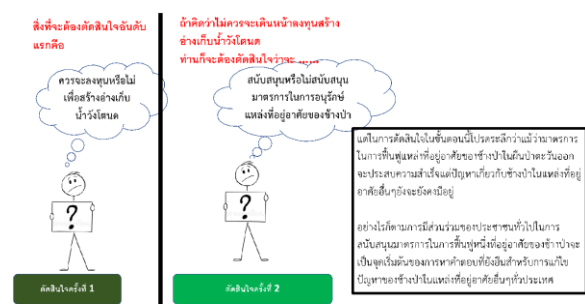 สิ่งที่จะต้องตัดสินใจอันดับ
แรกคือ
ควรจะลงทุนหรือไม่
เพื่อสร้างอ่างเก็บ
น้ำวังโตนด
?
ตัดสินใจครั้งที่ 1
ถ้าคิดว่าไม่ควรจะเดินหน้าลงทุนสร้าง
อ่างเก็บน้ำวังโตนด
ท่านก็จะต้องตัดสินใจว่าจะ ......
สนับสนุนหรือไม่สนับสนุน
มาตรการในการอนุรักษ์
แหล่งที่อยู่อาศัยของช้างป่า
?
ตัดสินใจครั้งที่ 2
แต่ในการตัดสินใจในขั้นตอนนี้โปรดระลึกว่าแม้ว่ามาตรการ
ในการฟื้นฟูแหล่งที่อยู่อาศัยของช้างป่าในผืนป่าตะวันออก
จะประสบความสำเร็จแต่ปัญหาเกี่ยวกับช้างป่าในแหล่งที่อยู่
อาศัยอื่นๆยังจะยังคงมีอยู่
อย่างไรก็ตามการมีส่วนร่วมของประชาชนทั่วไปในการ
สนับสนุนมาตรการในการฟื้นฟูหนึ่งที่อยู่อาศัยของช้างป่าจะ
เป็นจุดเริ่มต้นของการหาคำตอบที่ยั่งยืนสำหรับการแก้ไข
ปัญหาของช้างป่าในแหล่งที่อยู่อาศัยอื่นๆทั่วประเทศ